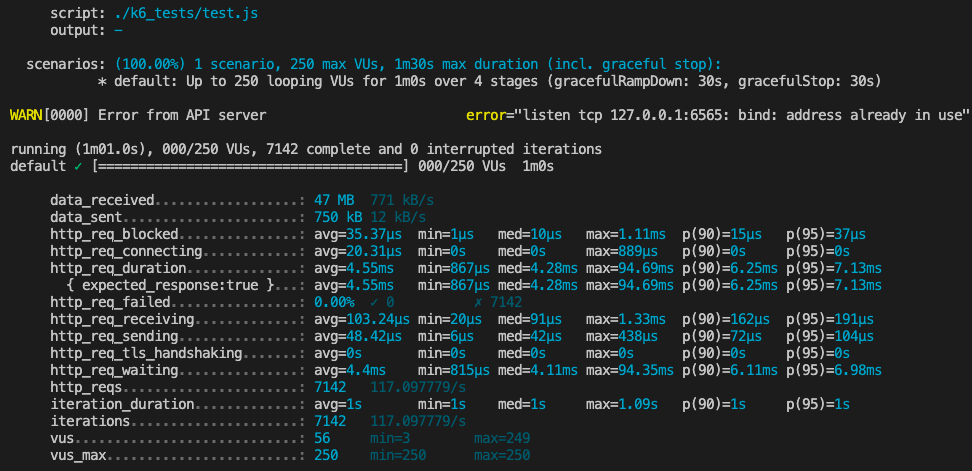 script: ./k6_tests/test.js
output: -
scenarios: (100.00%) 1 scenario, 250 max VUs, 1m30s max duration (incl. graceful stop):
* default: Up to 250 looping VUs for 1m0s over 4 stages (gracefulRampDown: 30s, gracefulStop: 30s)
WARN[0000] Error from API server error="listen tcp 127.0.0.1:6565: bind: address already in use"
running (1m01.0s), 000/250 VUs, 7142 complete and 0 interrupted iterations
default ✓ [======================================] 000/250 VUs 1m0s
data_received..................: 47 MB 771 kB/s
data_sent......................: 750 kB 12 kB/s
http_req_blocked...............: avg=35.37µs min=1µs med=10µs max=1.11ms p(90)=15µs p(95)=37µs
http_req_connecting............: avg=20.31µs min=0s med=0s max=889µs p(90)=0s p(95)=0s
http_req_duration..............: avg=4.55ms min=867µs med=4.28ms max=94.69ms p(90)=6.25ms p(95)=7.13ms
{ expected_response:true }...: avg=4.55ms min=867µs med=4.28ms max=94.69ms p(90)=6.25ms p(95)=7.13ms
http_req_failed................: 0.00% ✓ 0 ✗ 7142
http_req_receiving.............: avg=103.24µs min=20µs med=91µs max=1.33ms p(90)=162µs p(95)=191µs
http_req_sending...............: avg=48.42µs min=6µs med=42µs max=438µs p(90)=72µs p(95)=104µs
http_req_tls_handshaking.......: avg=0s min=0s med=0s max=0s p(90)=0s p(95)=0s
http_req_waiting...............: avg=4.4ms min=815µs med=4.11ms max=94.35ms p(90)=6.11ms p(95)=6.98ms
http_reqs......................: 7142 117.097779/s
iteration_duration.............: avg=1s min=1s med=1s max=1.09s p(90)=1s p(95)=1s
iterations.....................: 7142 117.097779/s
vus............................: 56 min=3 max=249
vus_max........................: 250 min=250 max=250